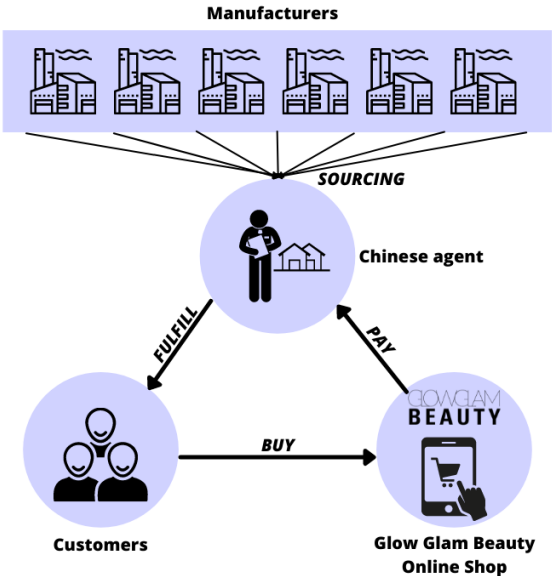 Manufacturers
SOURCING
Chinese agent
FULFILL
PAY
GLOWGLAM
BEAUTY
BUY
Customers
Glow Glam Beauty
Online Shop